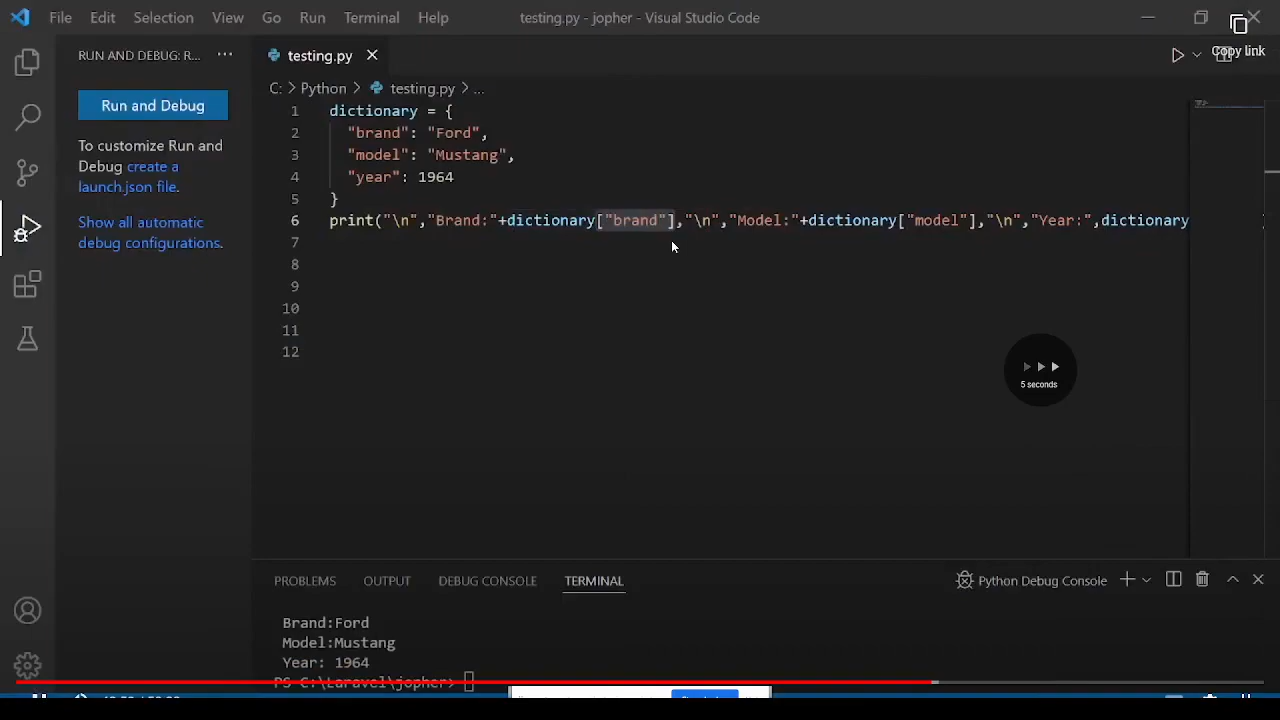 File Edit Selection View Go Run Terminal Help testing.py - jopher - Visual Studio Code
Copy link
RUN AND DEBUG: R... ···
testing.py
C: > Python > testing.py > ...
Run and Debug
To customize Run and
Debug create a
launch.json file.
Show all automatic
debug configurations.
1 dictionary = {
2 "brand": "Ford",
3 "model": "Mustang",
4 "year": 1964
5 }
6 print("\n","Brand:"+dictionary["brand"],"\n","Model:"+dictionary["model"],"\n","Year:",dictionary
7
8
9
10
11
12
5 seconds
PROBLEMS OUTPUT DEBUG CONSOLE TERMINAL Python Debug Console
Brand:Ford
Model:Mustang
Year: 1964
PS C:\Laravel\jopher>